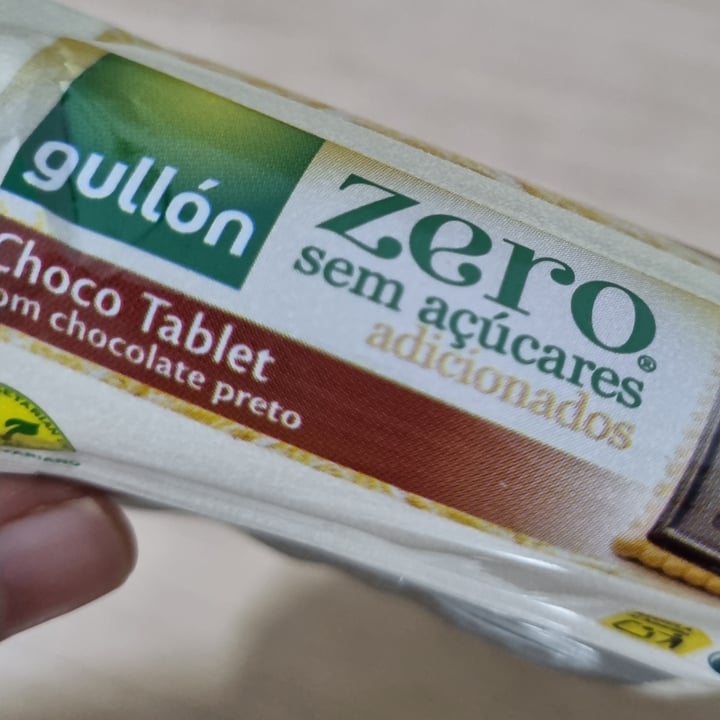 gullón
zero®
sem açúcares
adicionados
Choco Tablet
om chocolate preto